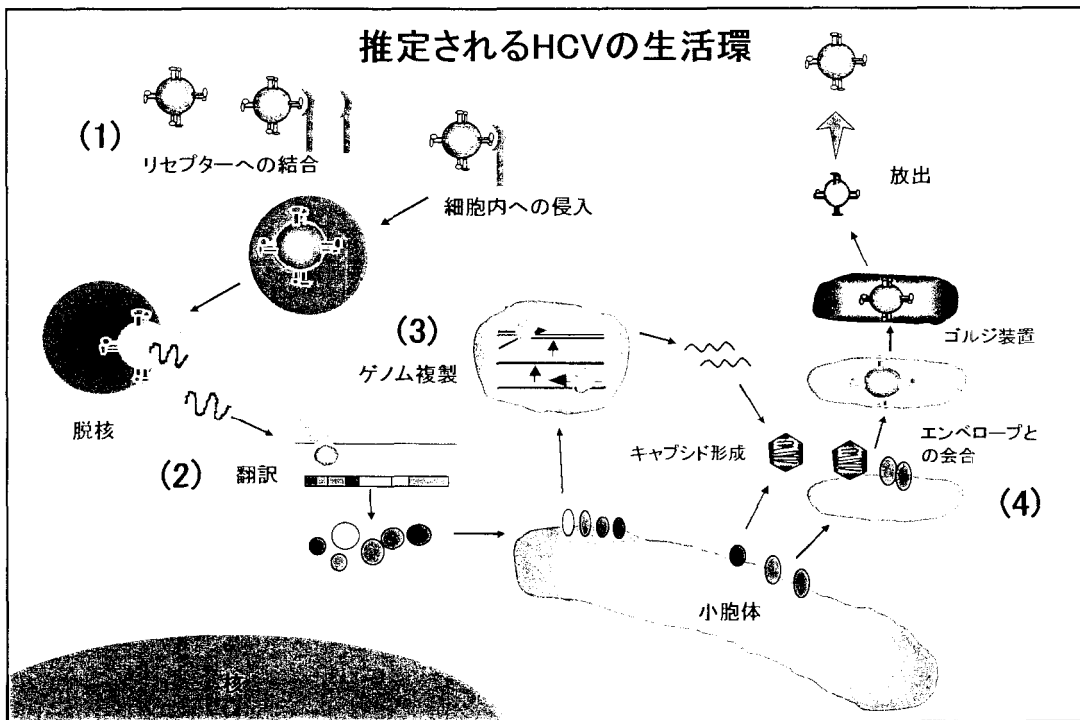 推定されるHCVの生活環
(1)
リセプターへの結合
細胞内への侵入
放出
(3)
ゲノム複製
ゴルジ装置
脱核
キャプシド形成
エンベロープと
の会合
(2)
翻訳
(4)
小胞体
核